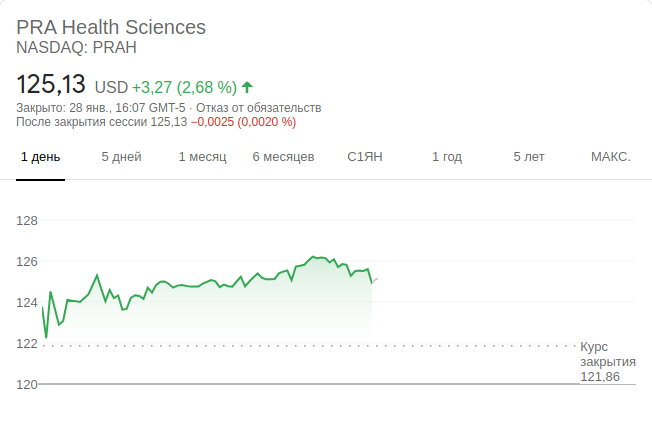 PRA Health Sciences
NASDAQ: PRAH
125,13 USD +3,27 (2,68 %)
Закрыто: 28 янв., 16:07 GMT-5 · Отказ от обязательств
После закрытия сессии 125,13 −0,0025 (0,0020 %)
1 день 5 дней 1 месяц 6 месяцев С1ЯН 1 год 5 лет МАКС.
128
126
124
122
120
Курс
закрытия
121,86